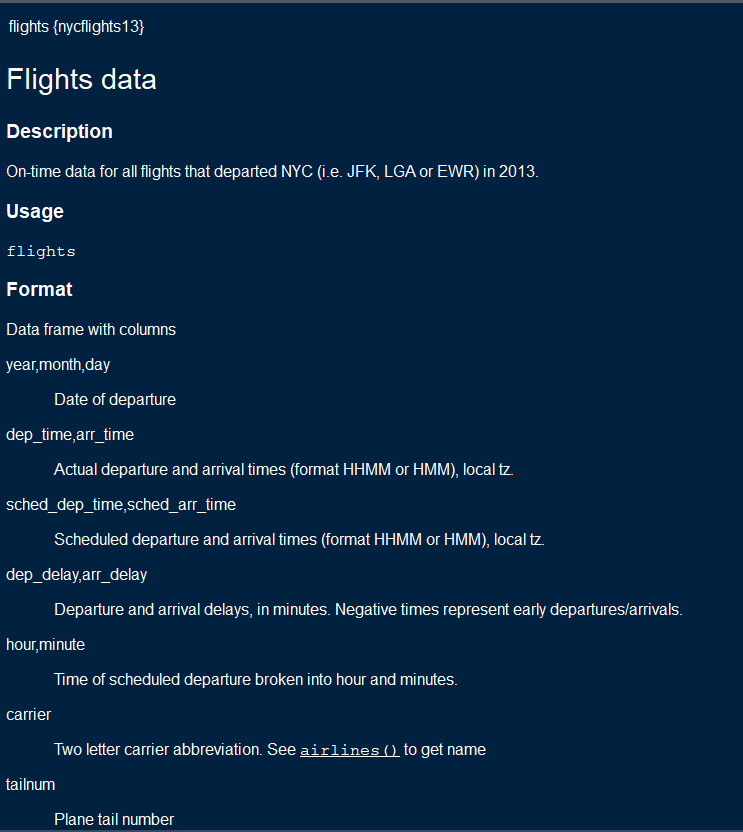 flights {nycflights13}
Flights data
Description
On-time data for all flights that departed NYC (i.e. JFK, LGA or EWR) in 2013.
Usage
flights
Format
Data frame with columns
year,month,day
Date of departure
dep_time,arr_time
Actual departure and arrival times (format HHMM or HMM), local tz.
sched_dep_time,sched_arr_time
Scheduled departure and arrival times (format HHMM or HMM), local tz.
dep_delay,arr_delay
Departure and arrival delays, in minutes. Negative times represent early departures/arrivals.
hour,minute
Time of scheduled departure broken into hour and minutes.
carrier
Two letter carrier abbreviation. See airlines() to get name
tailnum
Plane tail number